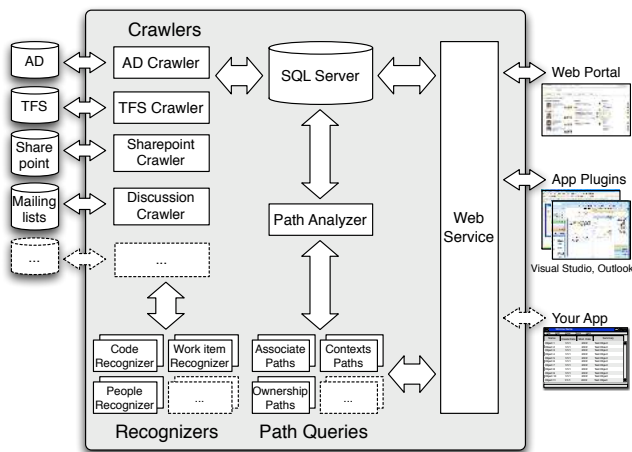 Crawlers
AD
AD Crawler
SQL Server
Web Portal
TFS
TFS Crawler
Share
point
Sharepoint
Crawler
Mailing
lists
Discussion
Crawler
Path Analyzer
Web
Service
App Plugins
Visual Studio, Outlook
...
...
Your App
Code
Recognizer
Work item
Recognizer
Associate
Paths
Contexts
Paths
People
Recognizer
...
Ownership
Paths
...
Recognizers
Path Queries